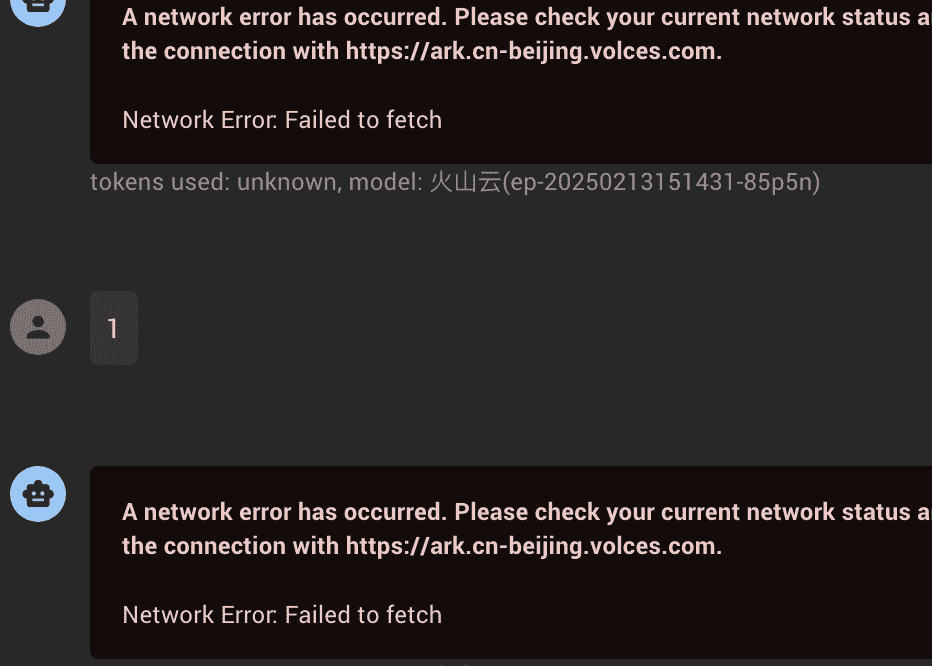 A network error has occurred. Please check your current network status a
the connection with https://ark.cn-beijing.volces.com.
Network Error: Failed to fetch
tokens used: unknown, model: 火山云(ep-20250213151431-85p5n)
1
A network error has occurred. Please check your current network status a
the connection with https://ark.cn-beijing.volces.com.
Network Error: Failed to fetch